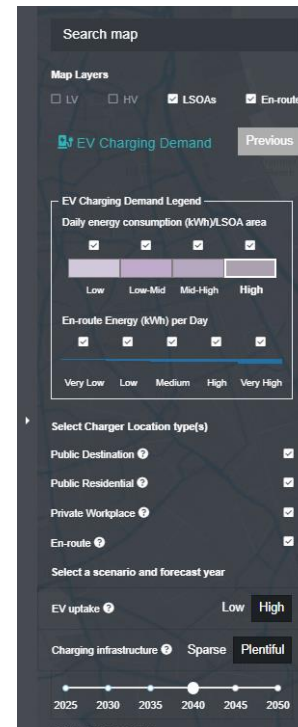 Search map
Map Layers
LV HV LSOAs En-route
EV Charging Demand Previous
EV Charging Demand Legend
Daily energy consumption (kWh)/LSOA area
Low Low-Mid Mid-High High
En-route Energy (kWh) per Day
Very Low Low Medium High Very High
Select Charger Location type(s)
Public Destination ?
Public Residential ?
Private Workplace ?
En-route ?
Select a scenario and forecast year
EV uptake ? Low High
Charging infrastructure ? Sparse Plentiful
2025 2030 2035 2040 2045 2050